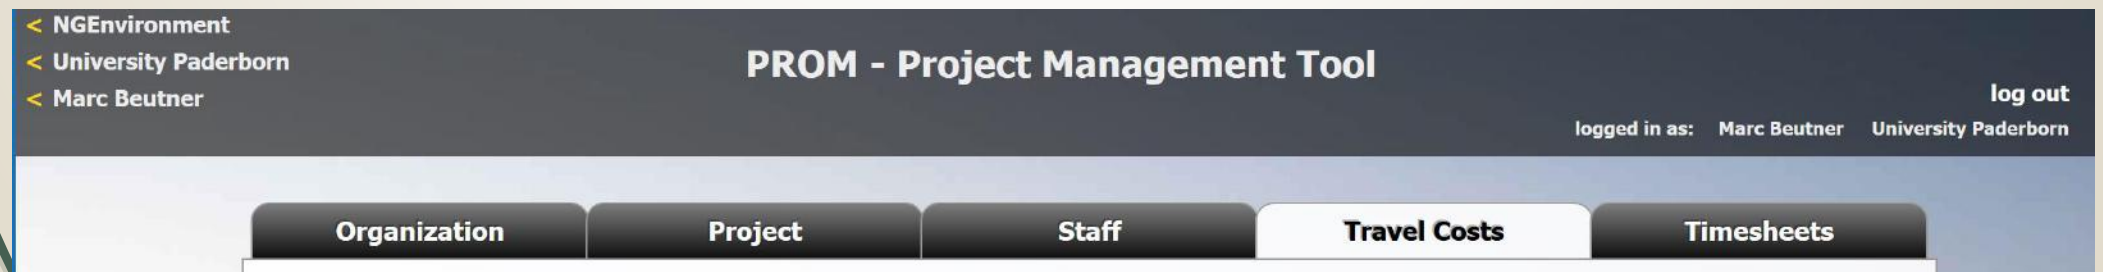 < NGEnvironment
< University Paderborn
< Marc Beutner
PROM - Project Management Tool
log out
logged in as: Marc Beutner University Paderborn
Organization Project Staff Travel Costs Timesheets